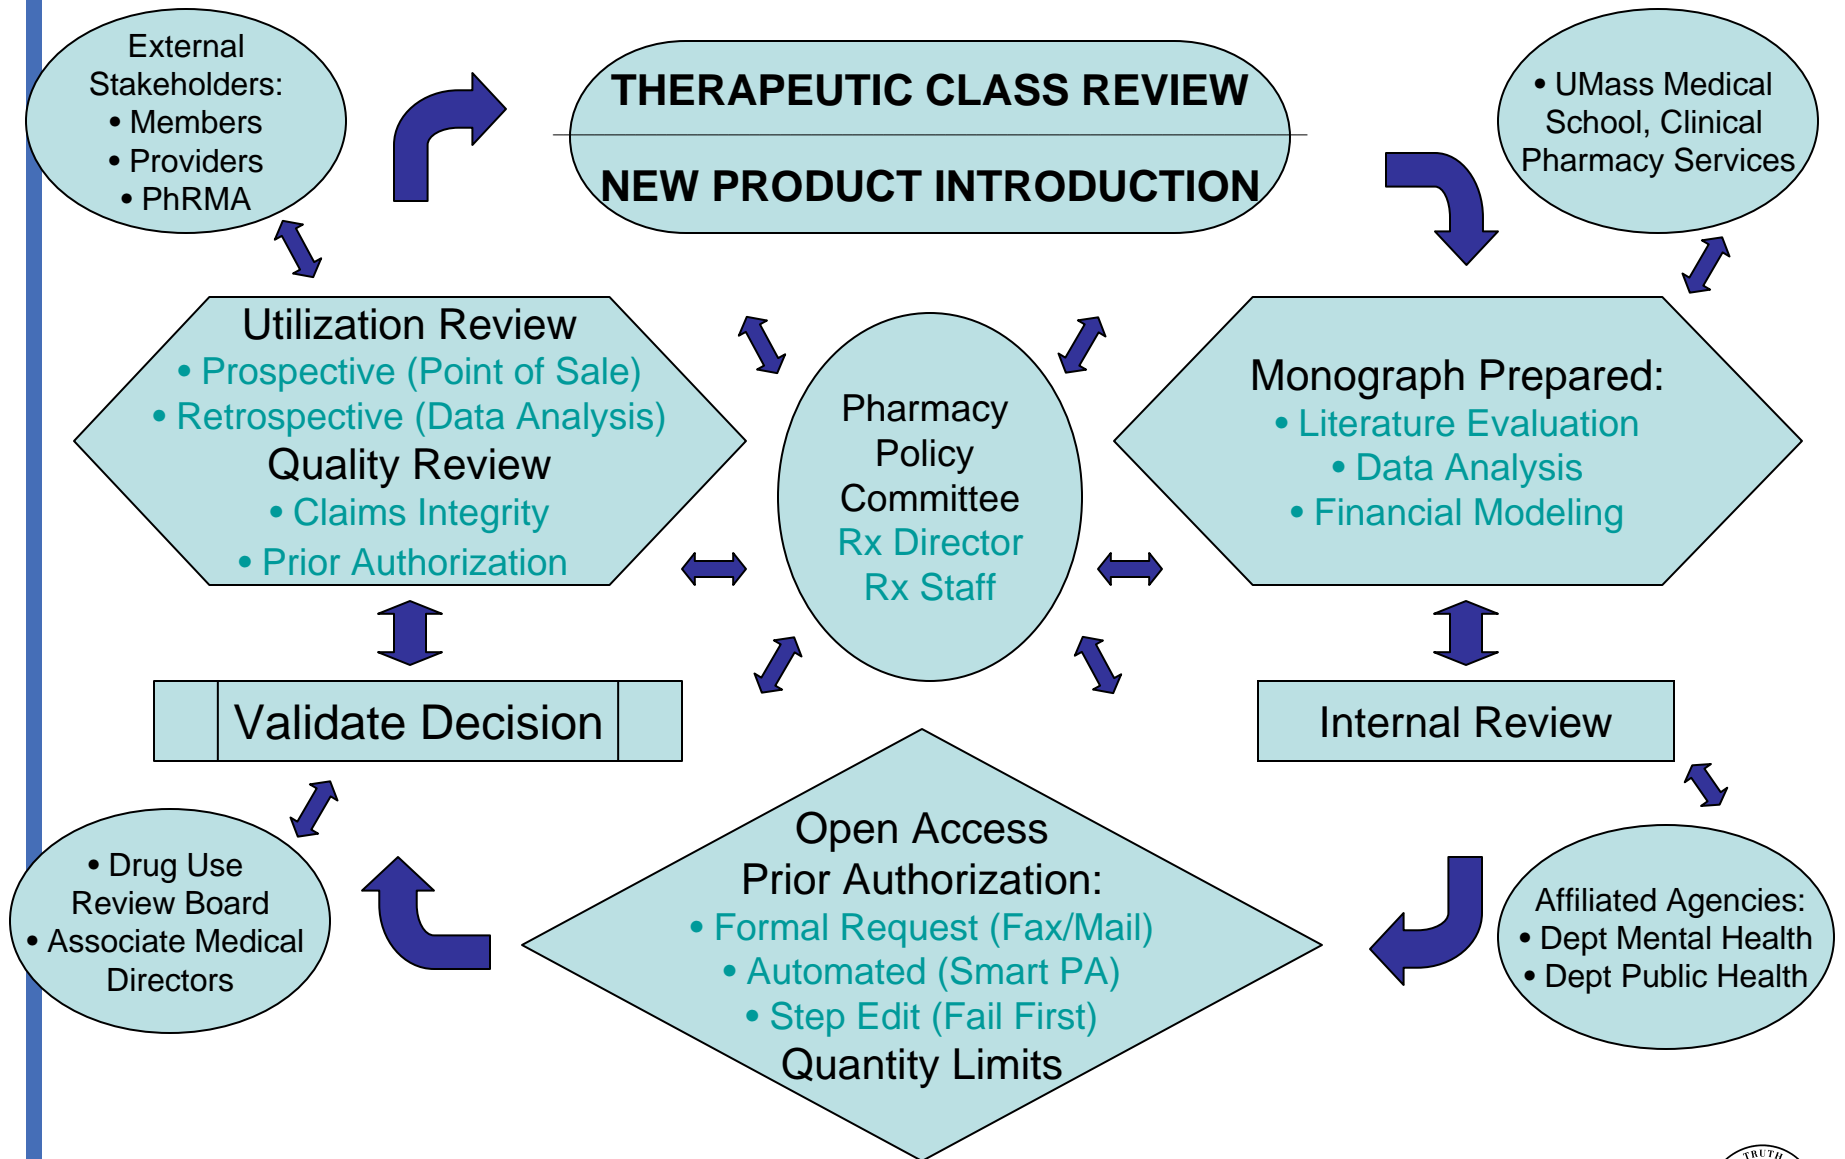 External
Stakeholders:
• Members
• Providers
• PhRMA
THERAPEUTIC CLASS REVIEW
NEW PRODUCT INTRODUCTION
• UMass Medical
School, Clinical
Pharmacy Services
Utilization Review
• Prospective (Point of Sale)
• Retrospective (Data Analysis)
Quality Review
• Claims Integrity
• Prior Authorization
Pharmacy
Policy
Committee
Rx Director
Rx Staff
Monograph Prepared:
• Literature Evaluation
• Data Analysis
• Financial Modeling
Validate Decision
Internal Review
• Drug Use
Review Board
• Associate Medical
Directors
Open Access
Prior Authorization:
• Formal Request (Fax/Mail)
• Automated (Smart PA)
• Step Edit (Fail First)
Quantity Limits
Affiliated Agencies:
• Dept Mental Health
• Dept Public Health
TRUTH